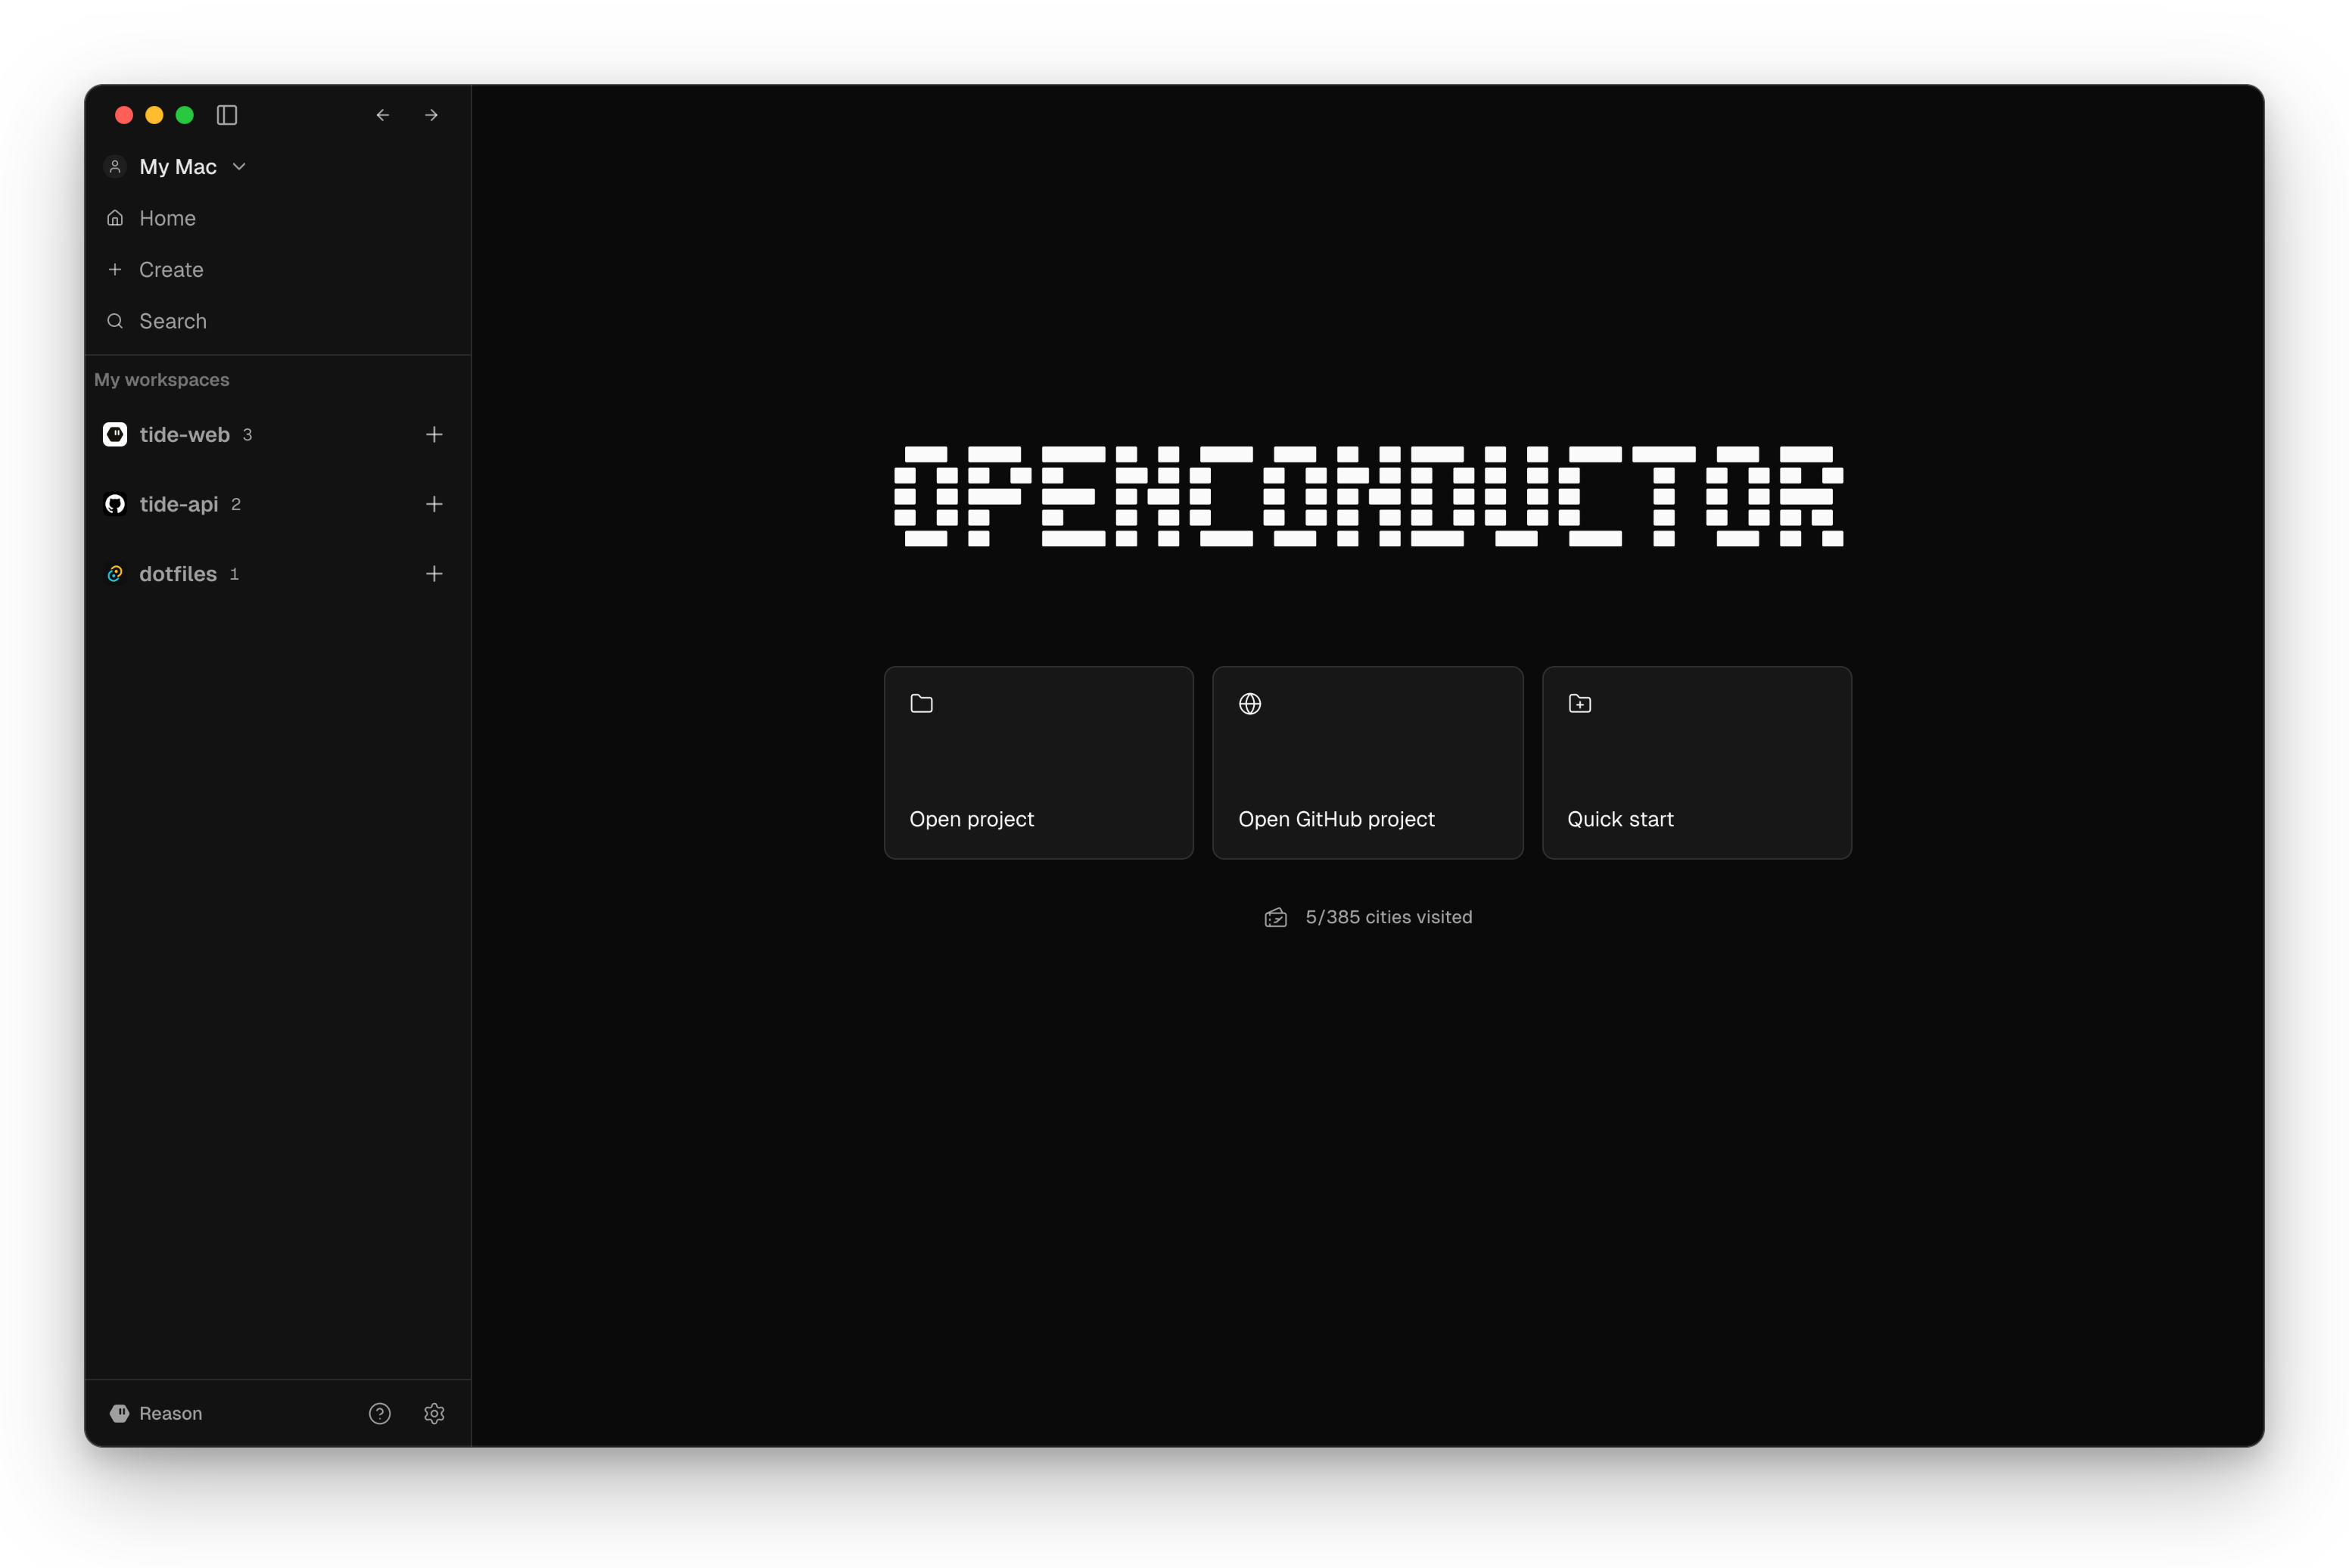 My Mac
Home
Create
Search
My workspaces
tide-web 3
tide-api 2
dotfiles 1
Reason
OPENCONDUCTOR
Open project
Open GitHub project
Quick start
5/385 cities visited